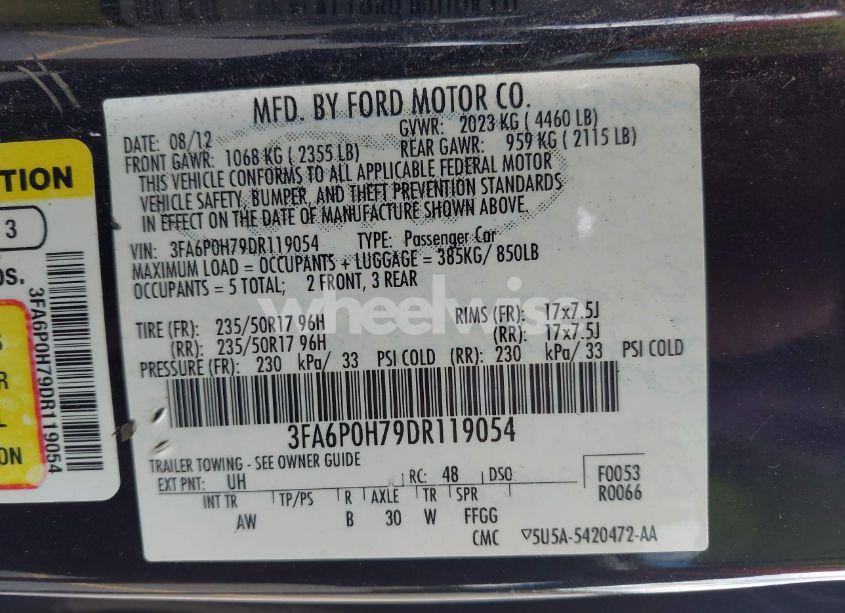 MFD. BY FORD MOTOR CO.
DATE: 08/12 GVWR: 2023 KG ( 4460 LB)
FRONT GAWR: 1068 KG ( 2355 LB) REAR GAWR: 959 KG ( 2115 LB)
THIS VEHICLE CONFORMS TO ALL APPLICABLE FEDERAL MOTOR
VEHICLE SAFETY, BUMPER, AND THEFT PREVENTION STANDARDS
IN EFFECT ON THE DATE OF MANUFACTURE SHOWN ABOVE.
VIN: 3FA6P0H79DR119054 TYPE: Passenger Car
MAXIMUM LOAD = OCCUPANTS + LUGGAGE = 385KG/ 850LB
OCCUPANTS = 5 TOTAL; 2 FRONT, 3 REAR
TIRE (FR): 235/50R17 96H RIMS (FR): 17x7.5J
(RR): 235/50R17 96H (RR): 17x7.5J
PRESSURE (FR): 230 kPa/ 33 PSI COLD (RR): 230 kPa/ 33 PSI COLD
3FA6P0H79DR119054
TRAILER TOWING - SEE OWNER GUIDE
EXT PNT: UH RC: 48 DSO F0053
INT TR TP/PS R AXLE TR SPR R0066
AW B 30 W FFGG
CMC ▽5U5A-5420472-AA
TION
3
OS.
3FA6P0H79DR119054
S
R
L
ON
wheelwise